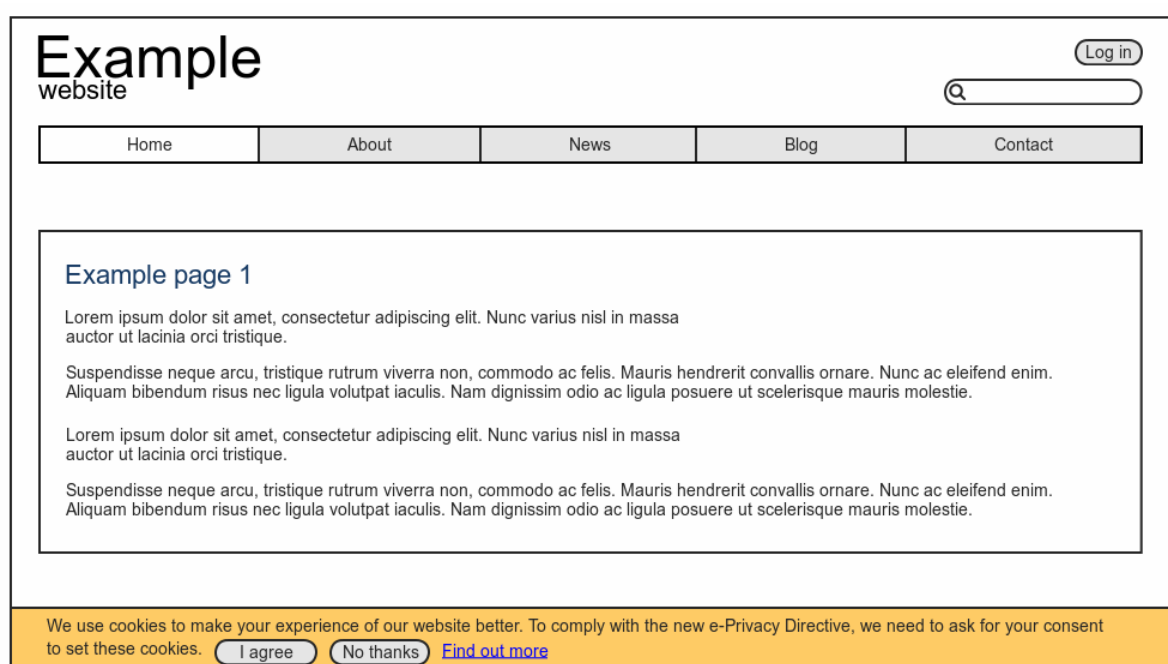 Example
website
Log in
Home About News Blog Contact
Example page 1
Lorem ipsum dolor sit amet, consectetur adipiscing elit. Nunc varius nisl in massa
auctor ut lacinia orci tristique.
Suspendisse neque arcu, tristique rutrum viverra non, commodo ac felis. Mauris hendrerit convallis ornare. Nunc ac eleifend enim.
Aliquam bibendum risus nec ligula volutpat iaculis. Nam dignissim odio ac ligula posuere ut scelerisque mauris molestie.
Lorem ipsum dolor sit amet, consectetur adipiscing elit. Nunc varius nisl in massa
auctor ut lacinia orci tristique.
Suspendisse neque arcu, tristique rutrum viverra non, commodo ac felis. Mauris hendrerit convallis ornare. Nunc ac eleifend enim.
Aliquam bibendum risus nec ligula volutpat iaculis. Nam dignissim odio ac ligula posuere ut scelerisque mauris molestie.
We use cookies to make your experience of our website better. To comply with the new e-Privacy Directive, we need to ask for your consent
to set these cookies. I agree No thanks Find out more